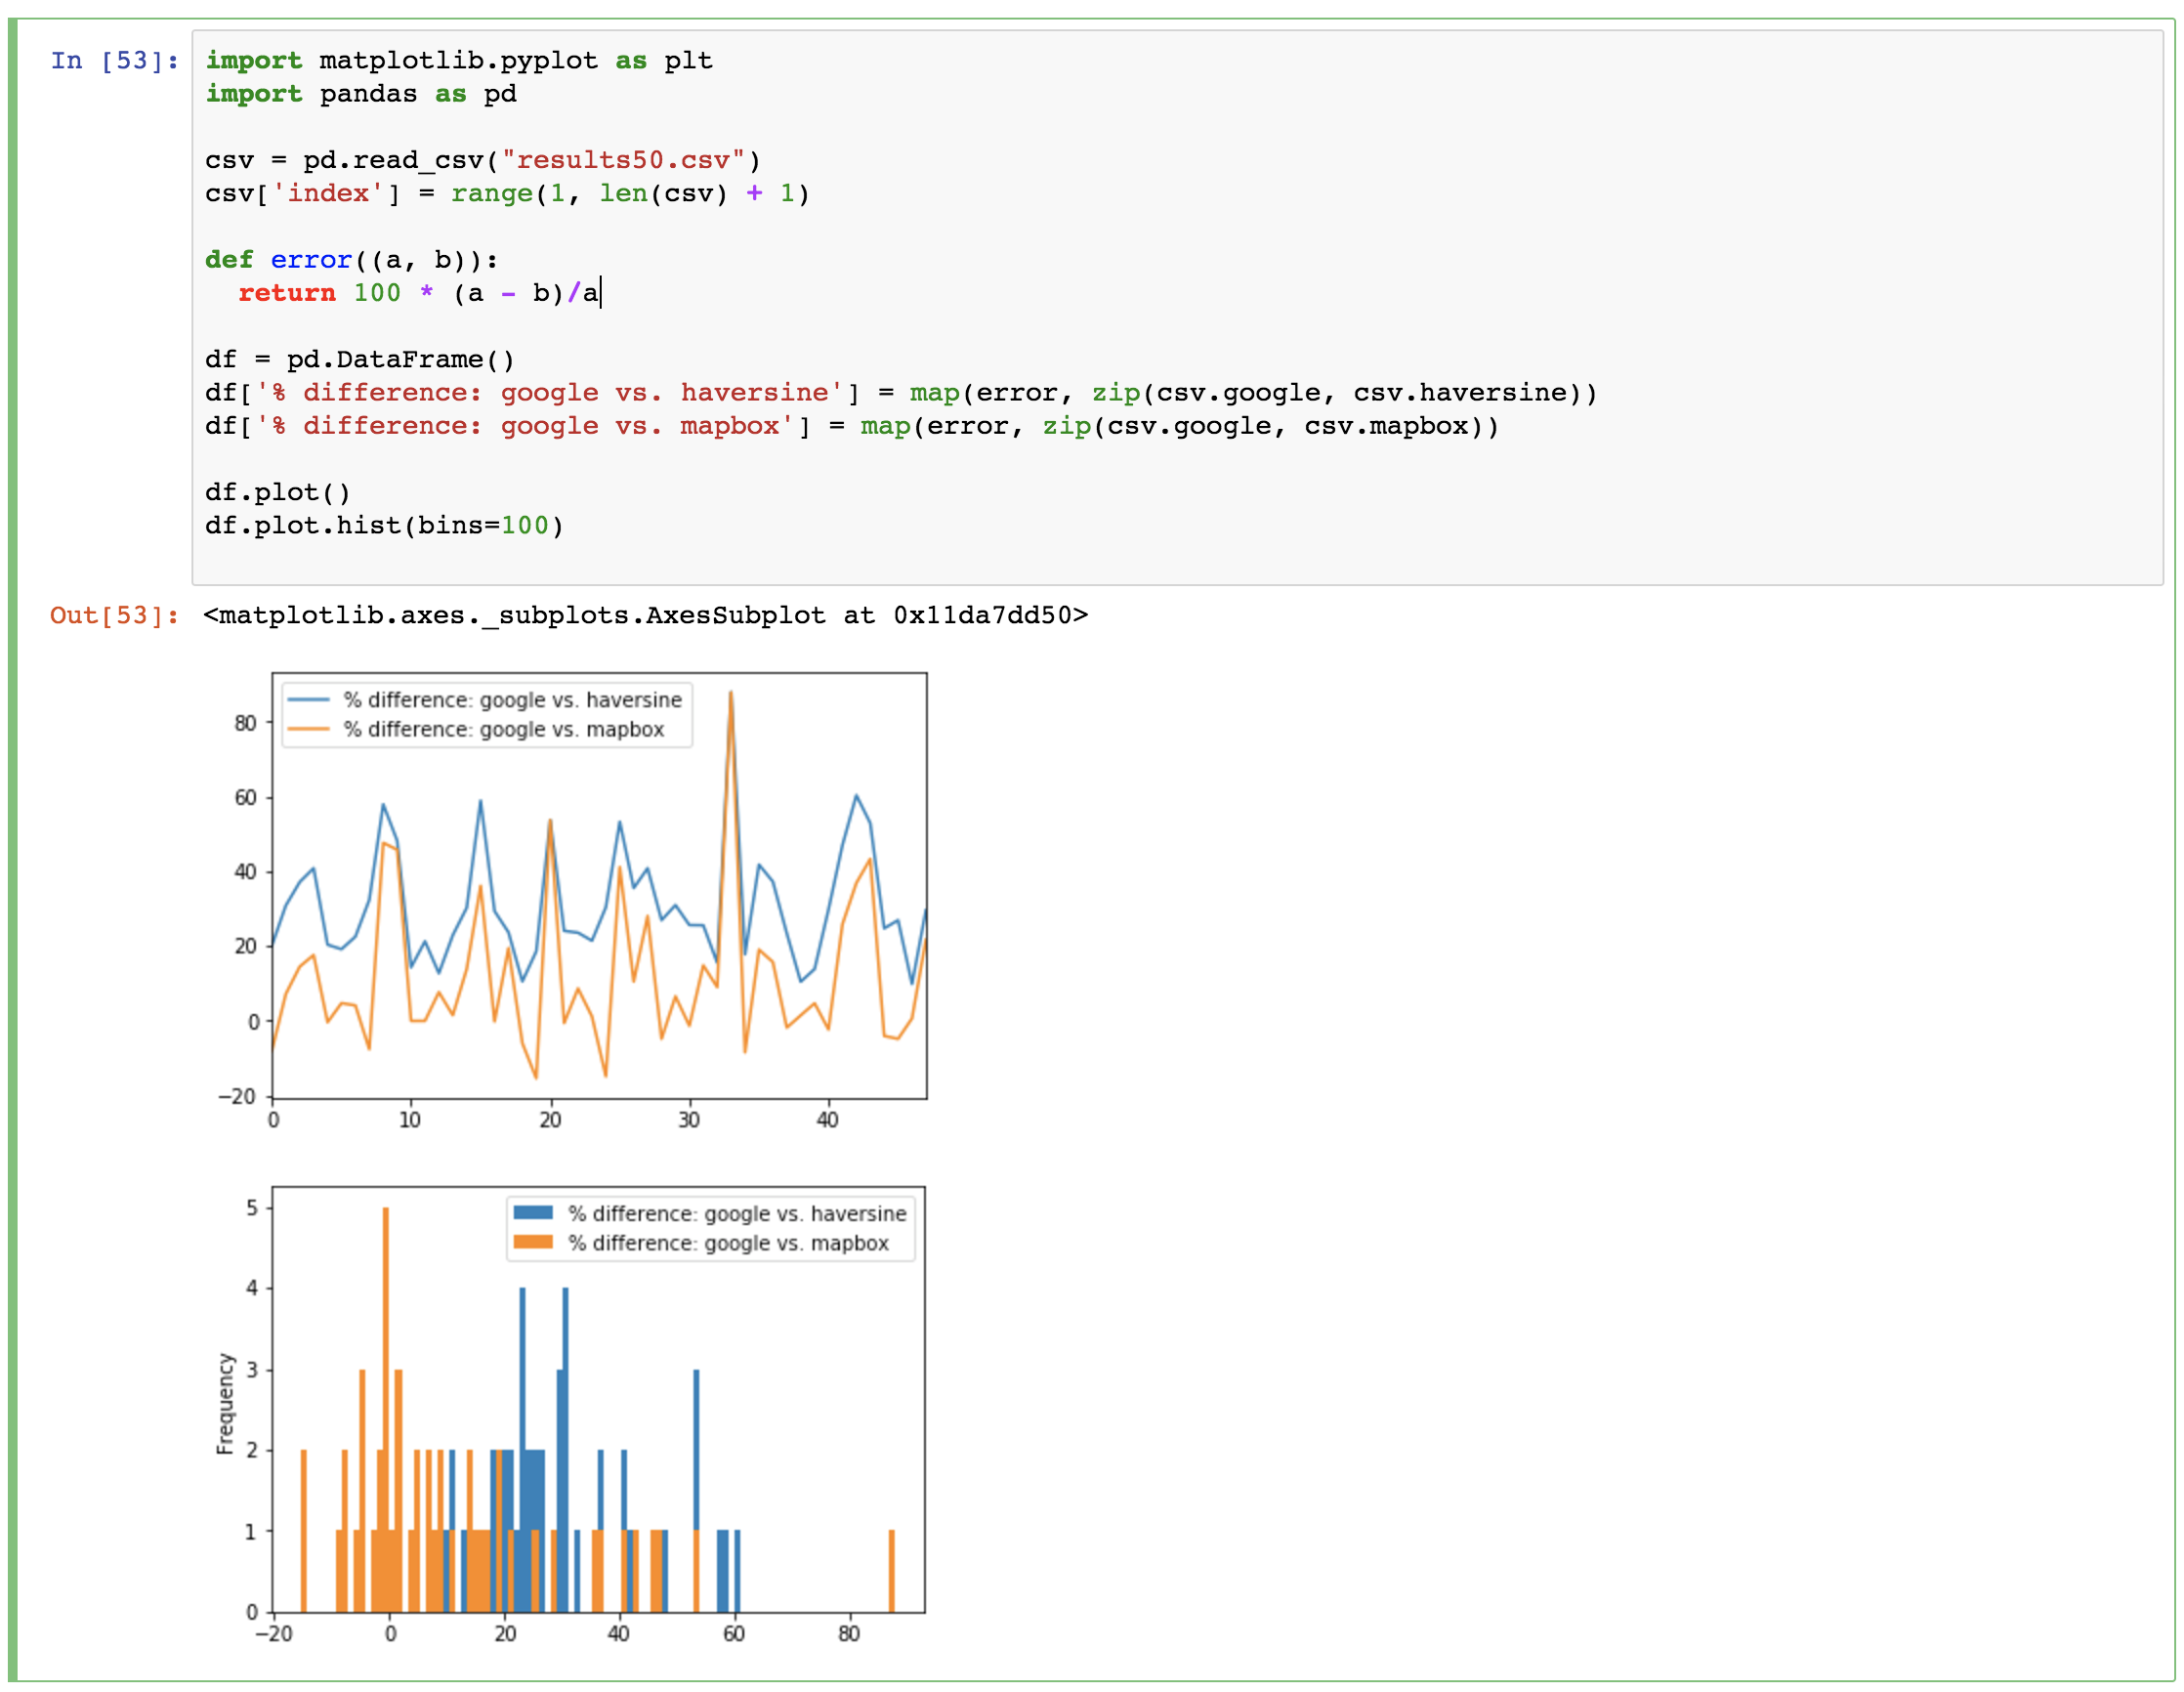 In [53]: import matplotlib.pyplot as plt
import pandas as pd
csv = pd.read_csv("results50.csv")
csv['index'] = range(1, len(csv) + 1)
def error((a, b)):
  return 100 * (a - b)/a
df = pd.DataFrame()
df['% difference: google vs. haversine'] = map(error, zip(csv.google, csv.haversine))
df['% difference: google vs. mapbox'] = map(error, zip(csv.google, csv.mapbox))
df.plot()
df.plot.hist(bins=100)
Out[53]: <matplotlib.axes._subplots.AxesSubplot at 0x11da7dd50>
% difference: google vs. haversine
% difference: google vs. mapbox
80
60
40
20
0
−20
0 10 20 30 40
% difference: google vs. haversine
% difference: google vs. mapbox
Frequency
5
4
3
2
1
0
−20 0 20 40 60 80